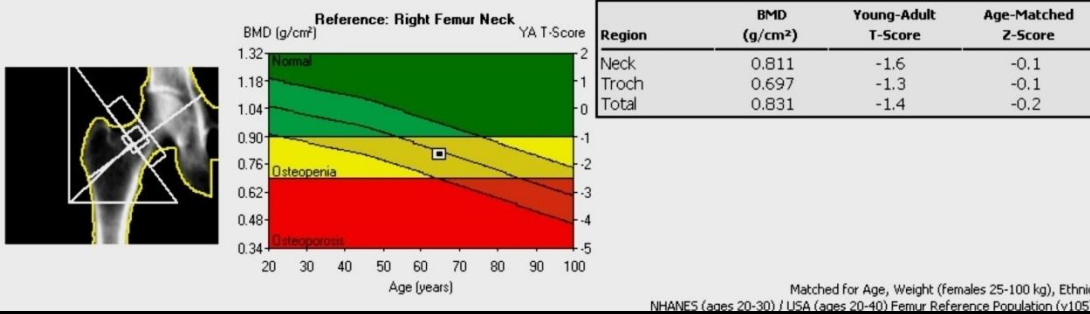 Reference: Right Femur Neck
BMD (g/cm²) YA T-Score
1.32 2
Normal
1.18 1
1.04 0
0.90 -1
0.76 -2
Osteopenia
0.62 -3
0.48 -4
Osteoporosis
0.34 -5
20 30 40 50 60 70 80 90 100
Age (years)
BMD Young-Adult Age-Matched
Region (g/cm²) T-Score Z-Score
Neck 0.811 -1.6 -0.1
Troch 0.697 -1.3 -0.1
Total 0.831 -1.4 -0.2
Matched for Age, Weight (females 25-100 kg), Ethnic
NHANES (ages 20-30) / USA (ages 20-40) Femur Reference Population (v105